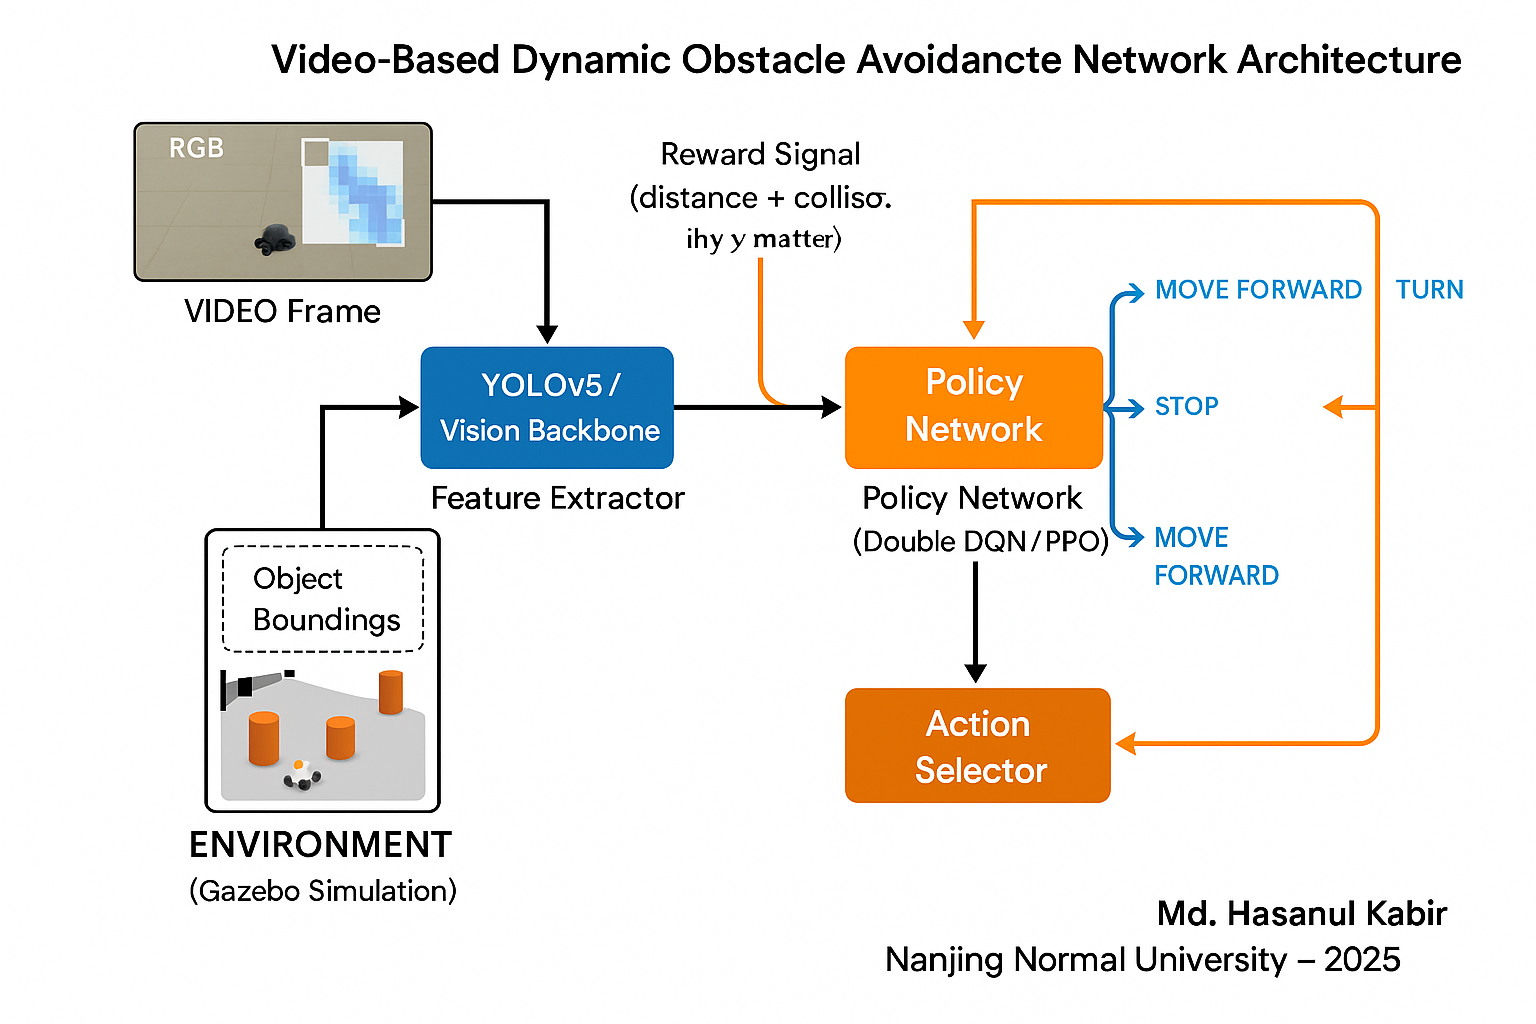 Video-Based Dynamic Obstacle Avoidancte Network Architecture
RGB
VIDEO Frame
Reward Signal
(distance + colliso.
ihy y matter)
YOLOv5 /
Vision Backbone
Feature Extractor
Policy
Network
Policy Network
(Double DQN/PPO)
MOVE FORWARD
TURN
STOP
MOVE
FORWARD
Object
Boundings
ENVIRONMENT
(Gazebo Simulation)
Action
Selector
Md. Hasanul Kabir
Nanjing Normal University – 2025